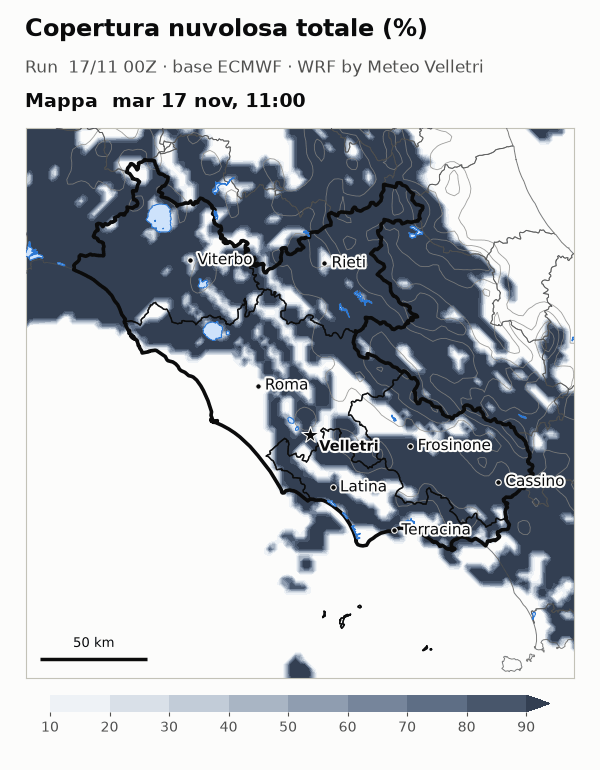 Copertura nuvolosa totale (%)
Run  17/11 00Z · base ECMWF · WRF by Meteo Velletri
Mappa  mar 17 nov, 11:00
Viterbo
Rieti
Roma
Velletri
Frosinone
Cassino
Latina
Terracina
50 km
10 20 30 40 50 60 70 80 90